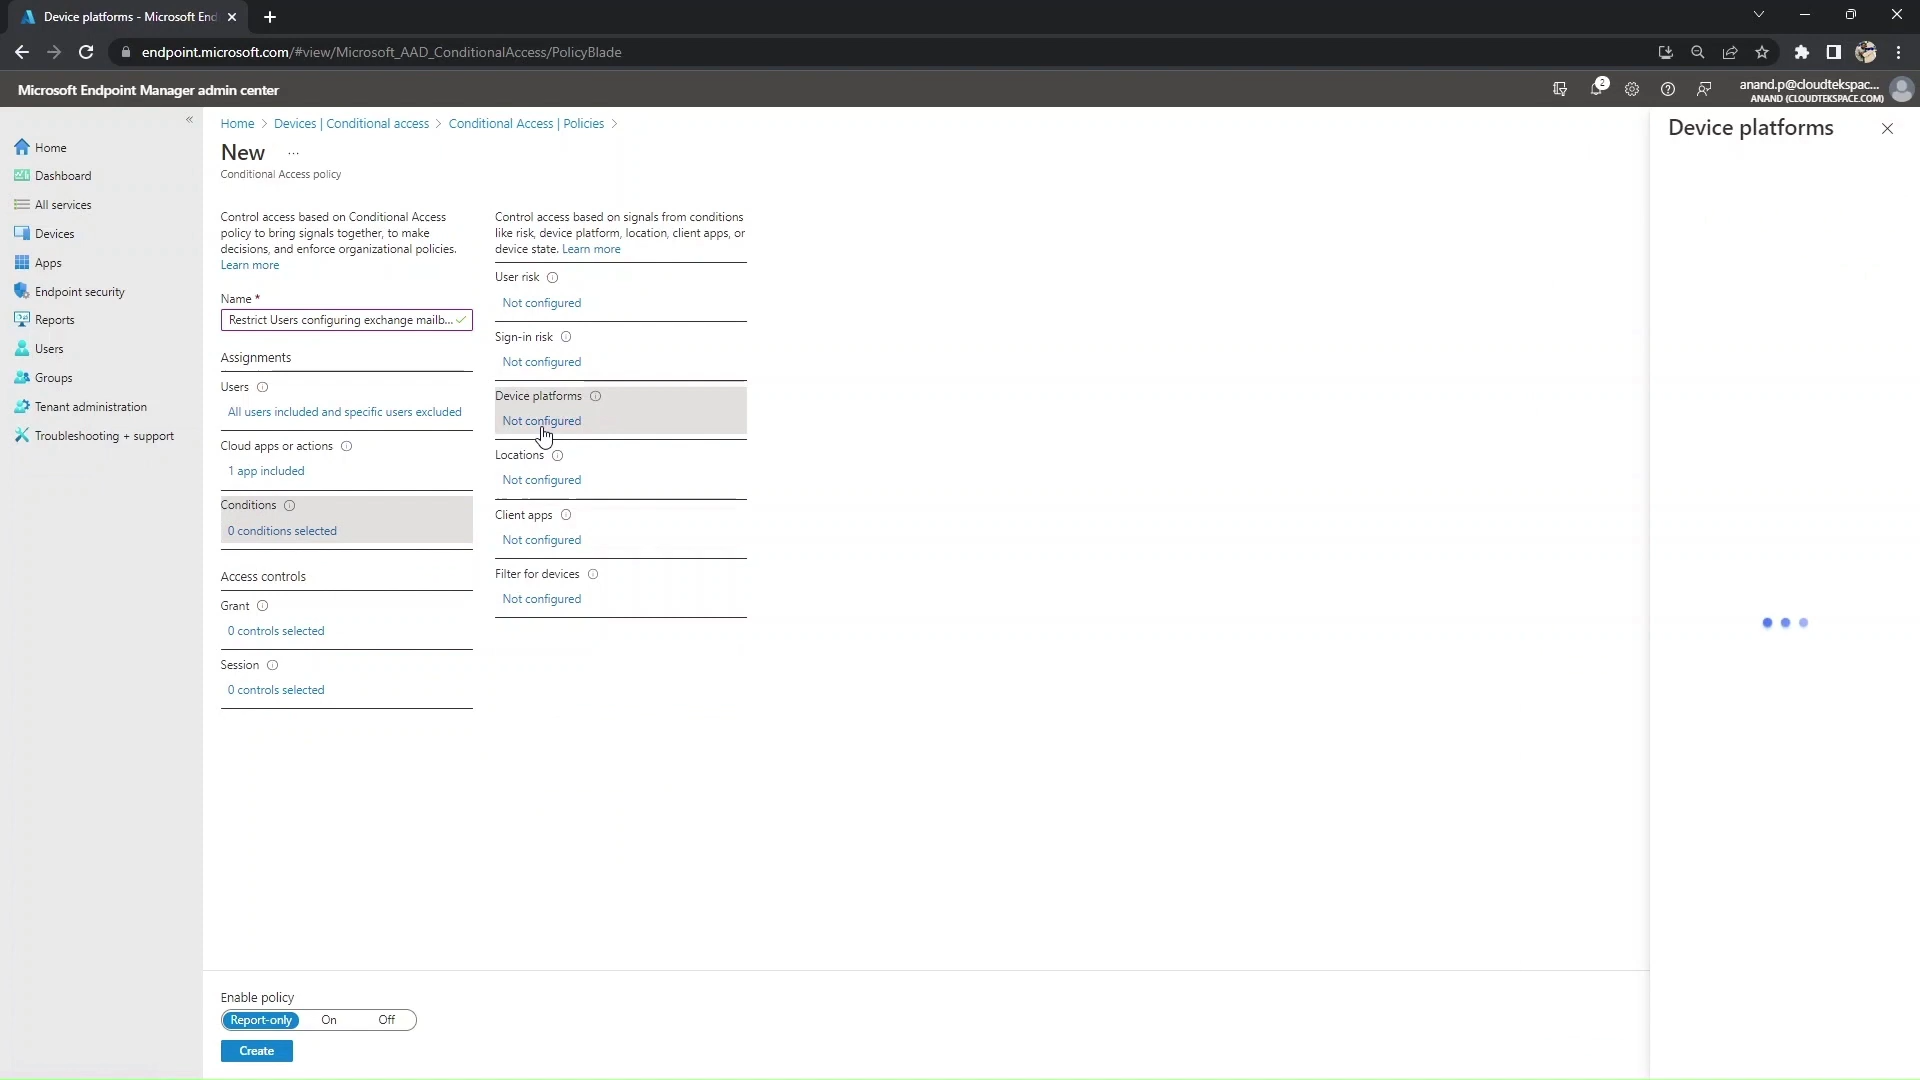 Device platforms - Microsoft End
endpoint.microsoft.com/#view/Microsoft_AAD_ConditionalAccess/PolicyBlade
Microsoft Endpoint Manager admin center
2
anand.p@cloudtekspac...
ANAND (CLOUDTEKSPACE.COM)
Home
Dashboard
All services
Devices
Apps
Endpoint security
Reports
Users
Groups
Tenant administration
Troubleshooting + support
Home > Devices | Conditional access > Conditional Access | Policies >
New ...
Conditional Access policy
Control access based on Conditional Access
policy to bring signals together, to make
decisions, and enforce organizational policies.
Learn more
Name *
Restrict Users configuring exchange mailb...
Assignments
Users
All users included and specific users excluded
Cloud apps or actions
1 app included
Conditions
0 conditions selected
Access controls
Grant
0 controls selected
Session
0 controls selected
Control access based on signals from conditions
like risk, device platform, location, client apps, or
device state. Learn more
User risk
Not configured
Sign-in risk
Not configured
Device platforms
Not configured
Locations
Not configured
Client apps
Not configured
Filter for devices
Not configured
Enable policy
Report-only On Off
Create
Device platforms